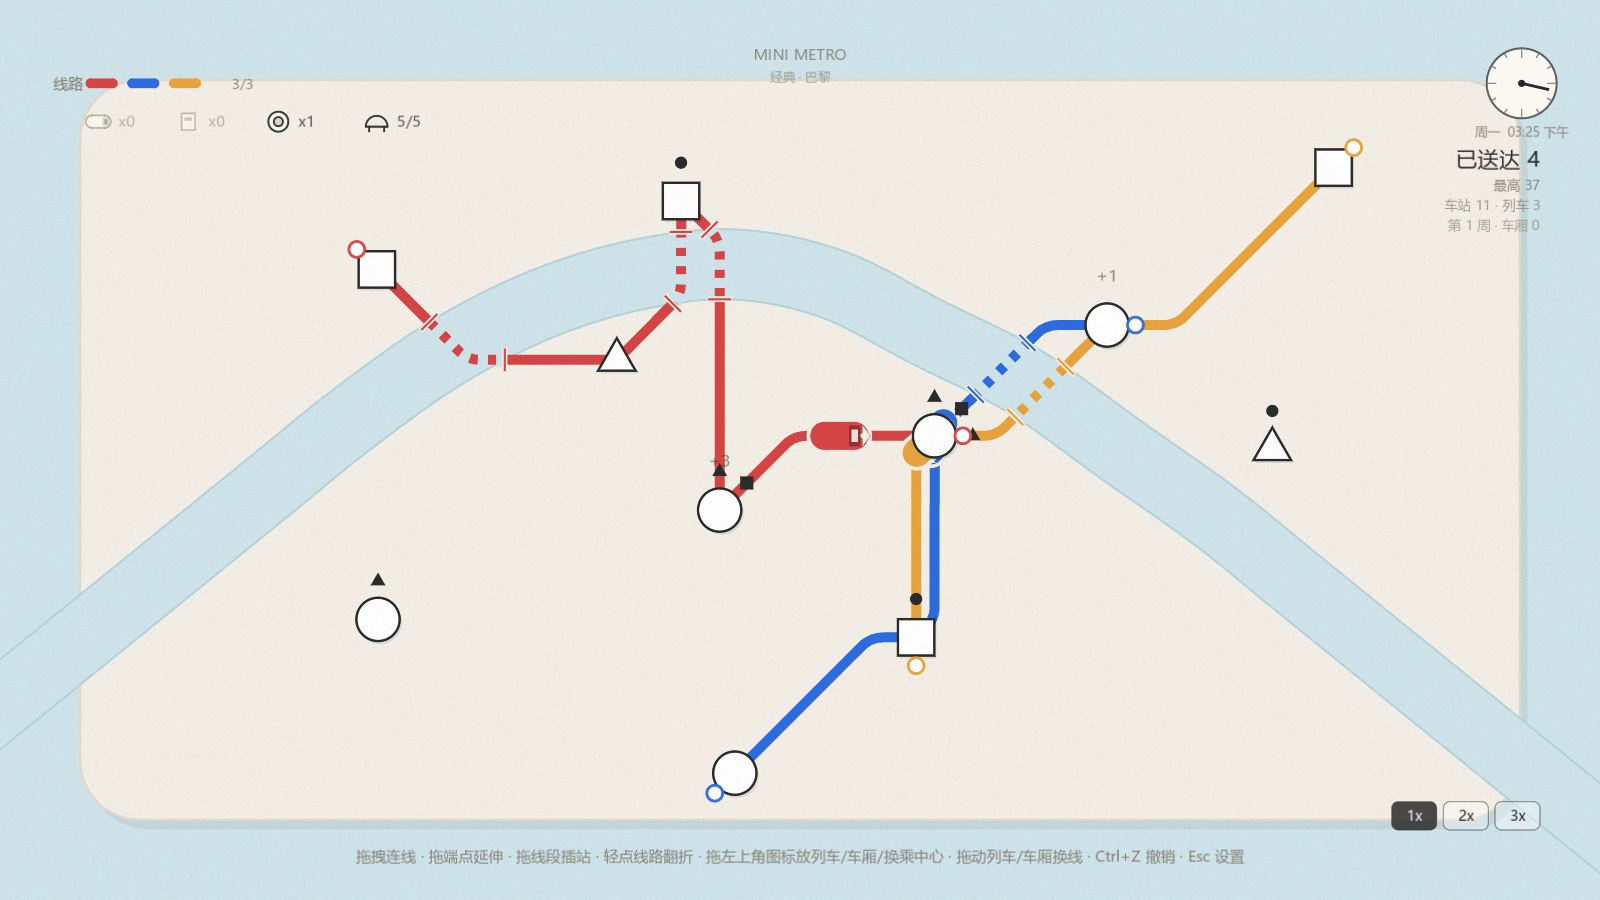 MINI METRO
经典 · 巴黎
线路 3/3
x0 x0 x1 5/5
周一 03:25 下午
已送达 4
最高 37
车站 11 · 列车 3
第 1 周 · 车厢 0
+1
+3
1x 2x 3x
拖拽连线 · 拖端点延伸 · 拖线段插站 · 轻点线路翻折 · 拖左上角图标放列车/车厢/换乘中心 · 拖动列车/车厢换线 · Ctrl+Z 撤销 · Esc 设置